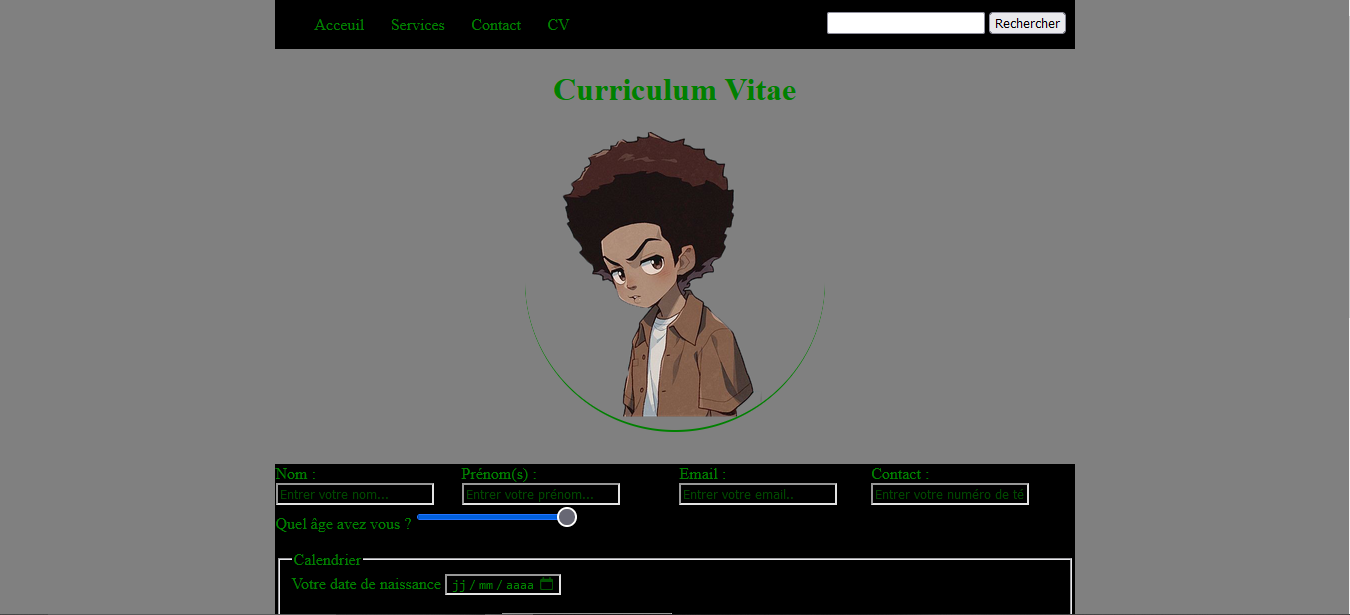 Acceuil Services Contact CV Rechercher
Curriculum Vitae
Nom : Prénom(s) : Email : Contact :
Entrer votre nom... Entrer votre prénom... Entrer votre email.. Entrer votre numéro de té
Quel âge avez vous ?
Calendrier
Votre date de naissance jj / mm / aaaa